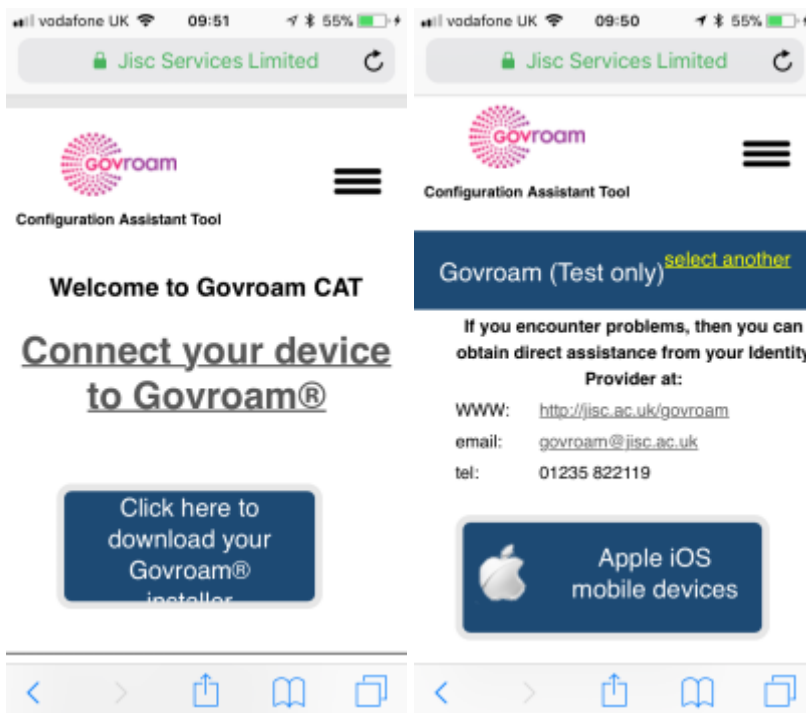 vodafone UK 09:51 55%
Jisc Services Limited
Govroam
Configuration Assistant Tool
Welcome to Govroam CAT
Connect your device
to Govroam®
Click here to
download your
Govroam®
installer
vodafone UK 09:50 55%
Jisc Services Limited
Govroam
Configuration Assistant Tool
Govroam (Test only) select another
If you encounter problems, then you can
obtain direct assistance from your Identity
Provider at:
WWW: http://jisc.ac.uk/govroam
email: govroam@jisc.ac.uk
tel: 01235 822119
Apple iOS
mobile devices